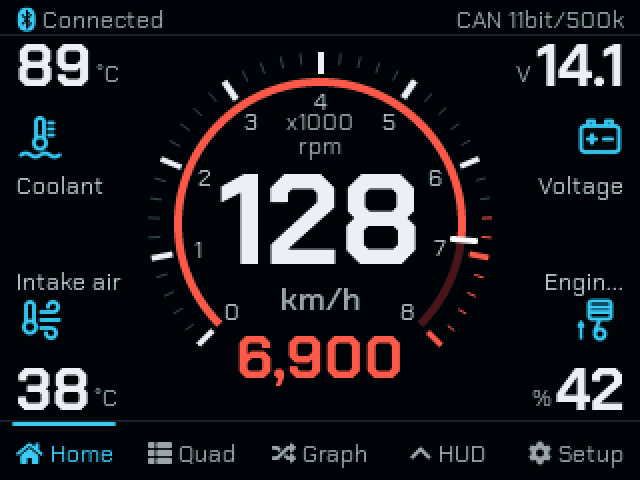 Connected
CAN 11bit/500k
89 °C
V 14.1
Coolant
Voltage
Intake air
Engin...
38 °C
% 42
0
1
2
3
4
5
6
7
8
x1000
rpm
128
km/h
6,900
Home
Quad
Graph
HUD
Setup